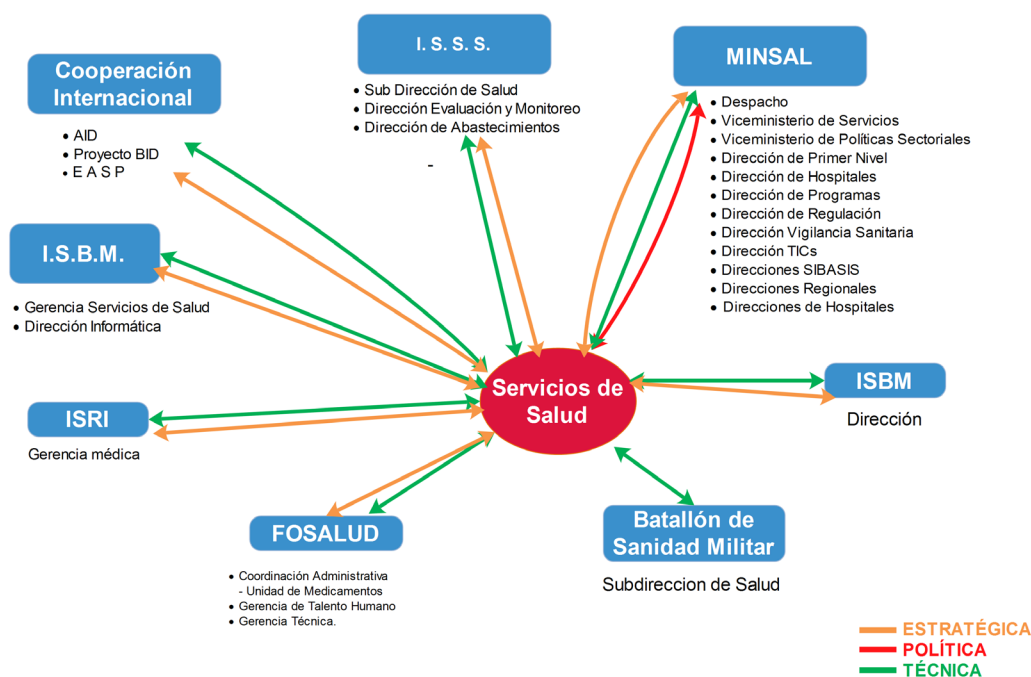 Cooperación
Internacional
• AID
• Proyecto BID
• E A S P
I. S. S. S.
• Sub Dirección de Salud
• Dirección Evaluación y Monitoreo
• Dirección de Abastecimientos
-
MINSAL
• Despacho
• Viceministerio de Servicios
• Viceministerio de Políticas Sectoriales
• Dirección de Primer Nivel
• Dirección de Hospitales
• Dirección de Programas
• Dirección de Regulación
• Dirección Vigilancia Sanitaria
• Dirección TICs
• Direcciones SIBASIS
• Direcciones Regionales
• Direcciones de Hospitales
I.S.B.M.
• Gerencia Servicios de Salud
• Dirección Informática
Servicios de
Salud
ISBM
Dirección
ISRI
Gerencia médica
FOSALUD
• Coordinación Administrativa
- Unidad de Medicamentos
• Gerencia de Talento Humano
• Gerencia Técnica.
Batallón de
Sanidad Militar
Subdireccion de Salud
ESTRATÉGICA
POLÍTICA
TÉCNICA